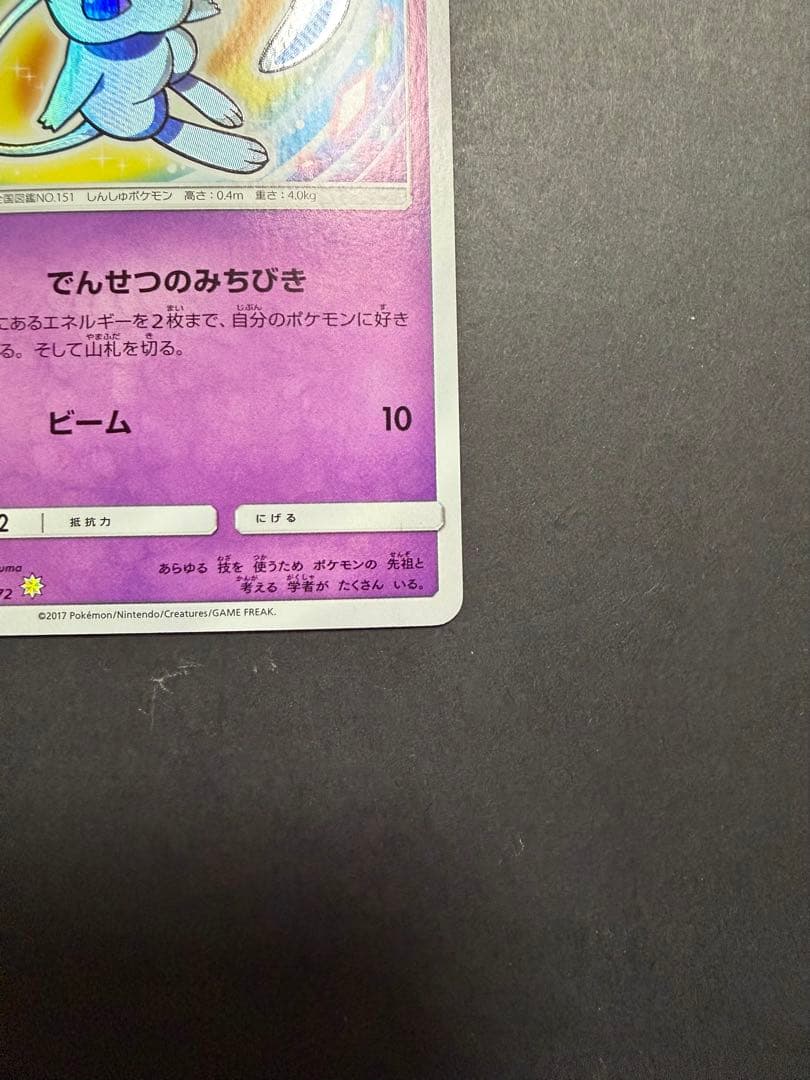 国図鑑NO.151 しんしゅポケモン 高さ:0.4m 重さ:4.0kg
でんせつのみちびき
にあるエネルギーを2枚まで、自分のポケモンに好き
る。そして山札を切る。
ビーム 10
2 抵抗力 にげる
uma
72
あらゆる 技を 使うため ポケモンの 先祖と
考える 学者が たくさん いる。
©2017 Pokémon/Nintendo/Creatures/GAME FREAK.